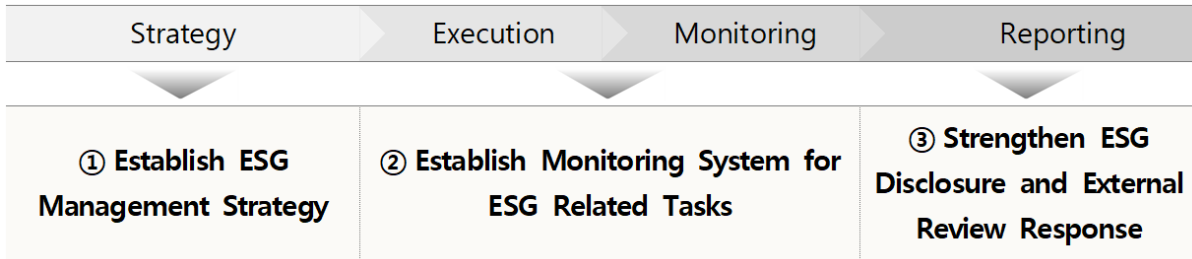 Strategy
Execution
Monitoring
Reporting
① Establish ESG
Management Strategy
② Establish Monitoring System for
ESG Related Tasks
③ Strengthen ESG
Disclosure and External
Review Response